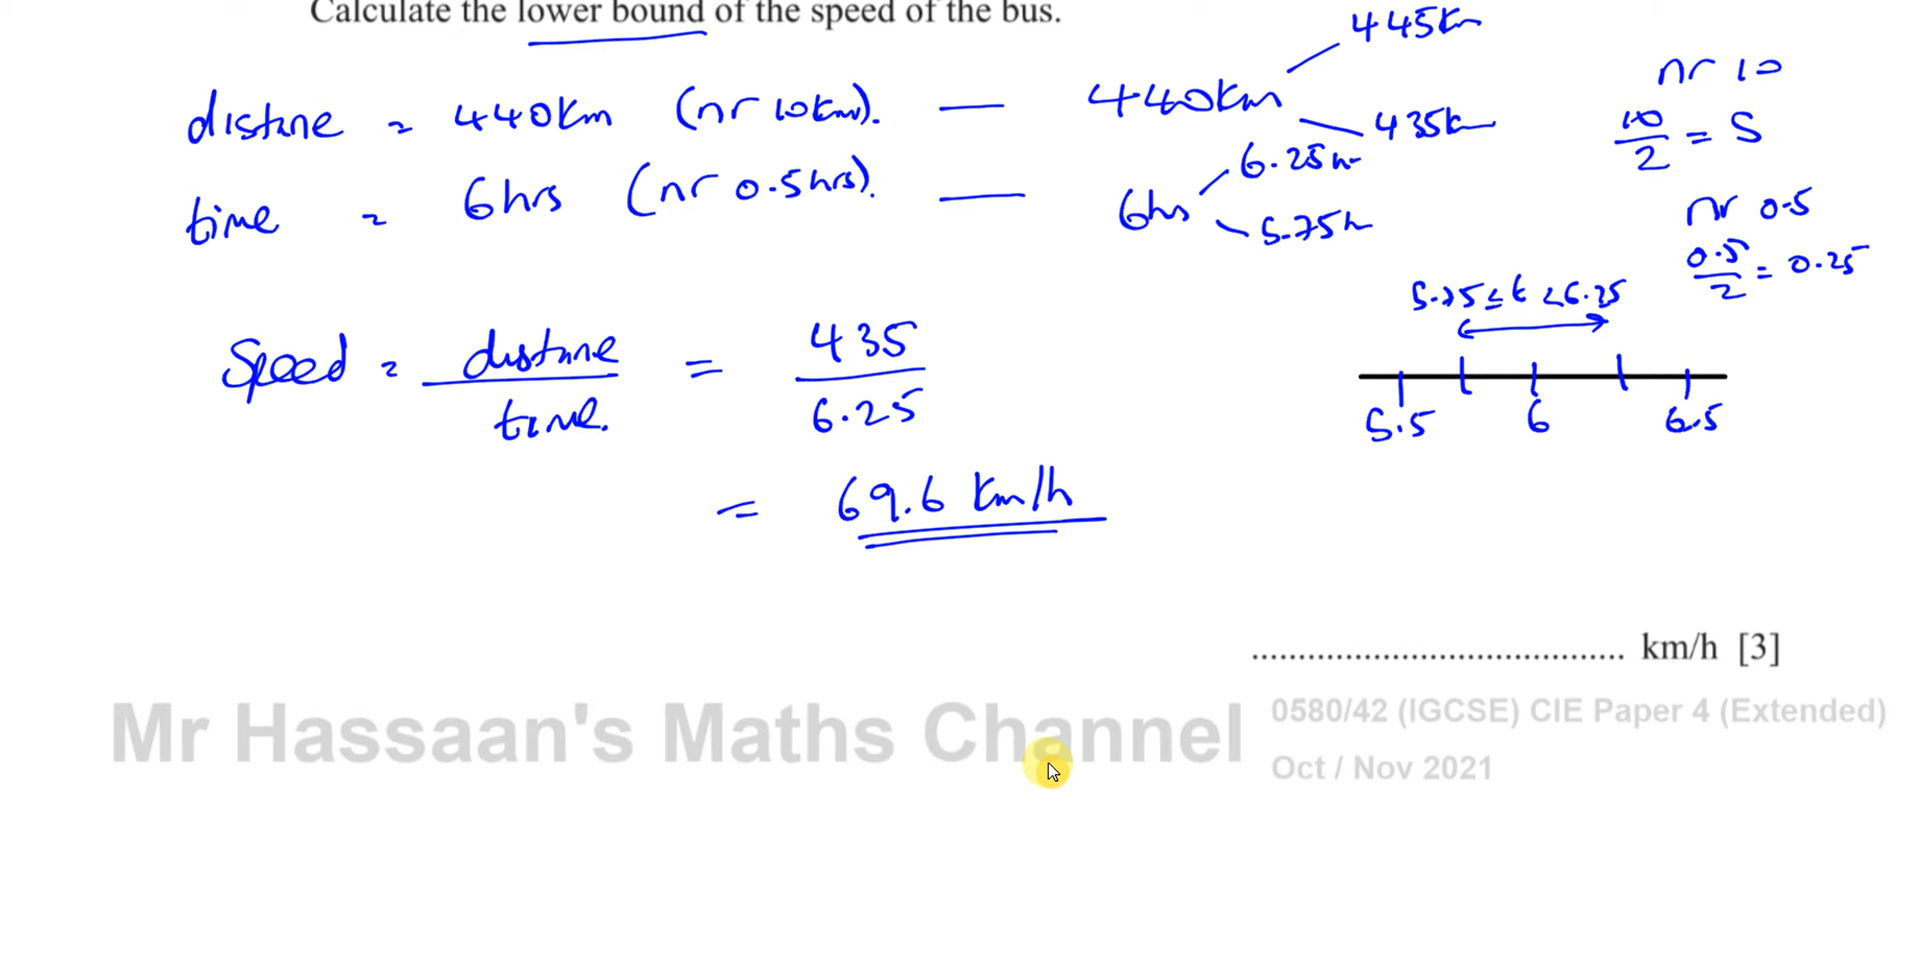 Calculate the lower bound of the speed of the bus.
distane = 440km (nr 10km). — 440km
445km
435km
time = 6hrs (nr 0.5hrs). — 6hrs
6.25hr
5.75hr
nr 10
10/2 = 5
nr 0.5
0.5/2 = 0.25
5.75 ≤ t < 6.25
5.5 6 6.5
Speed = distane/time. = 435/6.25
= 69.6 km/h
........................................ km/h [3]
Mr Hassaan's Maths Channel
0580/42 (IGCSE) CIE Paper 4 (Extended)
Oct / Nov 2021